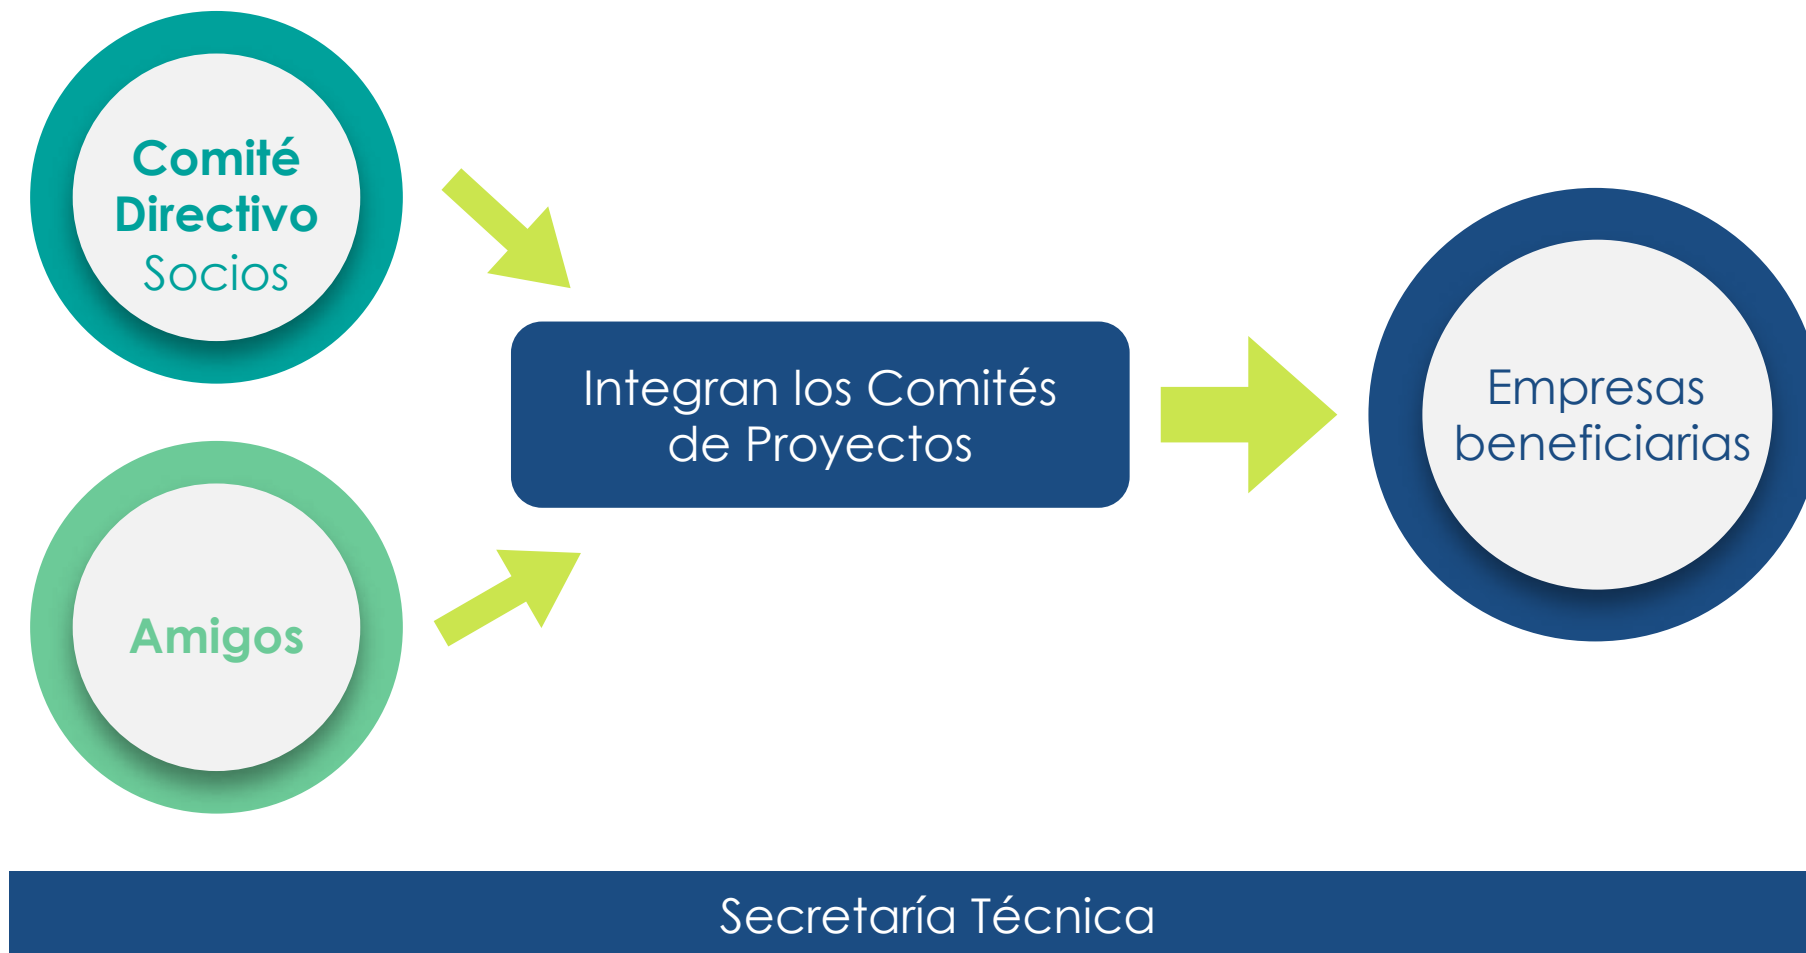 Comité
Directivo
Socios
Integran los Comités
de Proyectos
Empresas
beneficiarias
Amigos
Secretaría Técnica